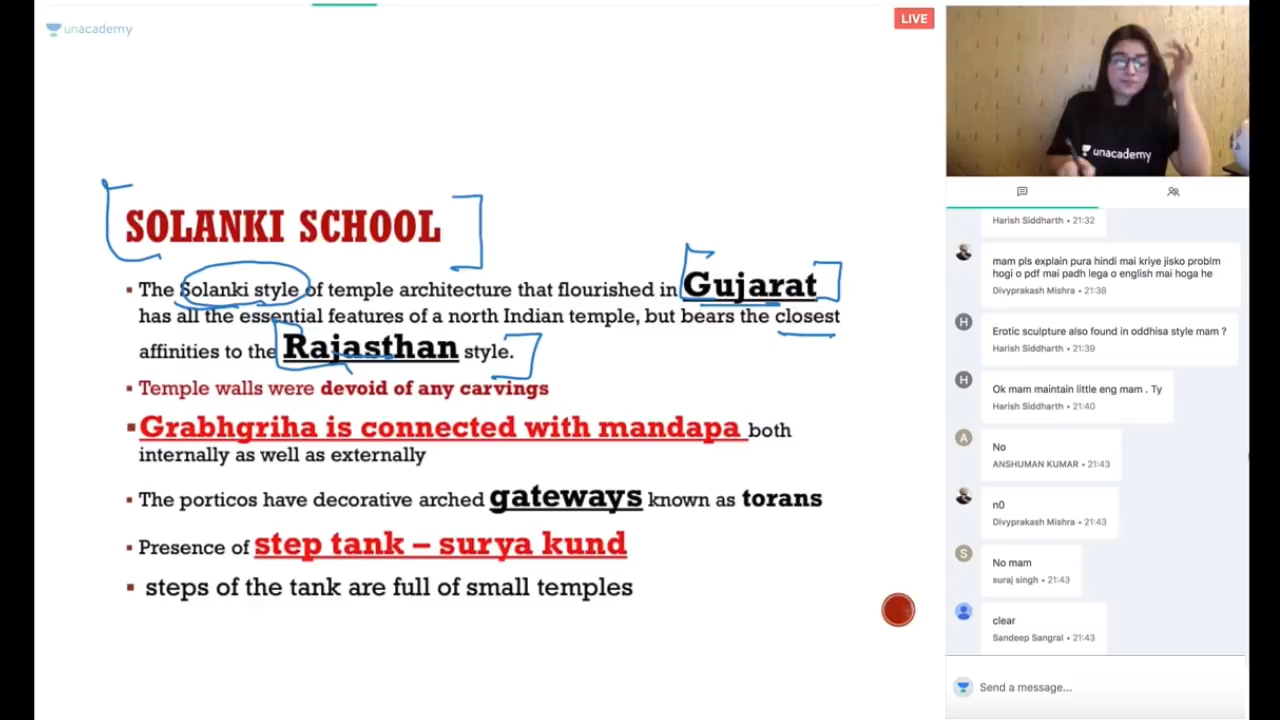 unacademy
LIVE
unacademy
SOLANKI SCHOOL
▪ The Solanki style of temple architecture that flourished in Gujarat
has all the essential features of a north Indian temple, but bears the closest
affinities to the Rajasthan style.
▪ Temple walls were devoid of any carvings
▪ Grabhgriha is connected with mandapa both
internally as well as externally
▪ The porticos have decorative arched gateways known as torans
▪ Presence of step tank – surya kund
▪ steps of the tank are full of small temples
Harish Siddharth • 21:32
mam pls explain pura hindi mai kriye jisko problm
hogi o pdf mai padh lega o english mai hoga he
Divyprakash Mishra • 21:38
H
Erotic sculpture also found in oddhisa style mam ?
Harish Siddharth • 21:39
H
Ok mam maintain little eng mam . Ty
Harish Siddharth • 21:40
A
No
ANSHUMAN KUMAR • 21:43
n0
Divyprakash Mishra • 21:43
S
No mam
suraj singh • 21:43
clear
Sandeep Sangral • 21:43
Send a message...